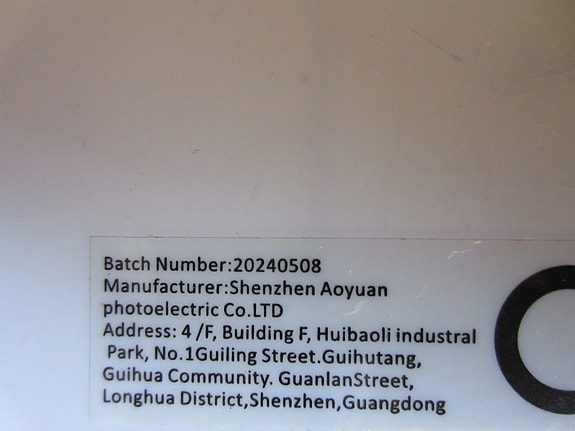 Batch Number:20240508
Manufacturer:Shenzhen Aoyuan
photoelectric Co.LTD
Address: 4 /F, Building F, Huibaoli industral
Park, No.1Guiling Street.Guihutang,
Guihua Community. GuanlanStreet,
Longhua District,Shenzhen,Guangdong